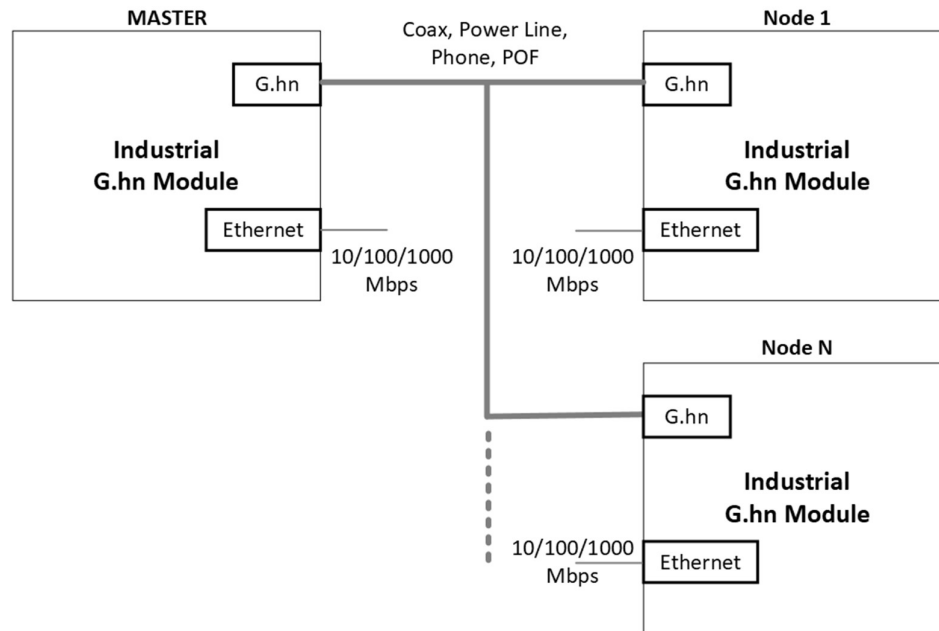 MASTER
Coax, Power Line,
Phone, POF
Node 1
G.hn
Industrial
G.hn Module
Ethernet
10/100/1000
Mbps
G.hn
Industrial
G.hn Module
10/100/1000
Mbps
Ethernet
Node N
G.hn
Industrial
G.hn Module
10/100/1000
Mbps
Ethernet